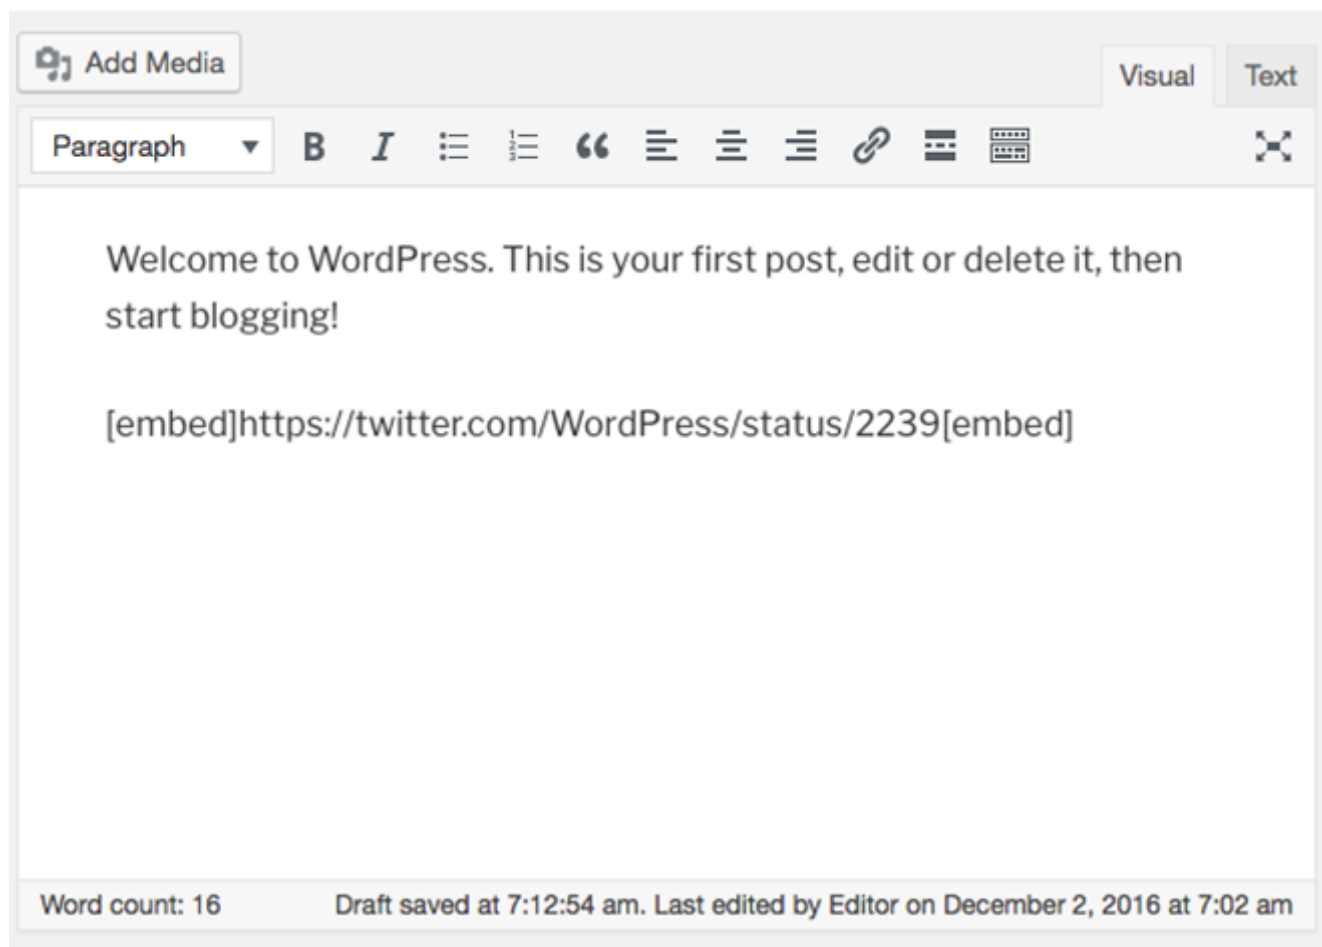 Add Media
Visual Text
Paragraph
Welcome to WordPress. This is your first post, edit or delete it, then
start blogging!
[embed]https://twitter.com/WordPress/status/2239[embed]
Word count: 16 Draft saved at 7:12:54 am. Last edited by Editor on December 2, 2016 at 7:02 am